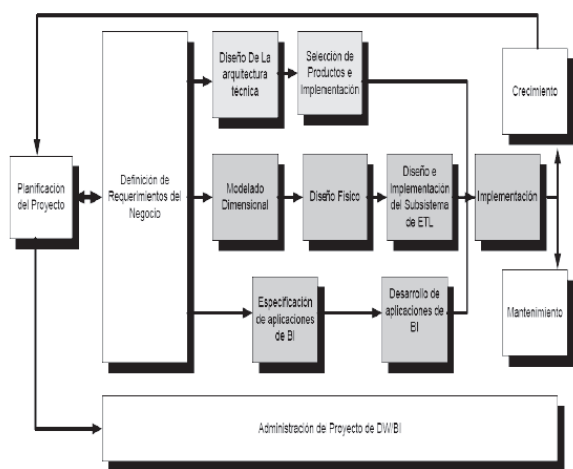 Diseño De La
arquitectura
técnica
Selección de
Productos e
Implementación
Crecimiento
Planificación
del Proyecto
Definición de
Requerimientos del
Negocio
Modelado
Dimensional
Diseño Físico
Diseño e
Implementación
del Subsistema
de ETL
Implementación
Especificación
de aplicaciones
de BI
Desarrollo de
aplicaciones de
BI
Mantenimiento
Administración de Proyecto de DW/BI